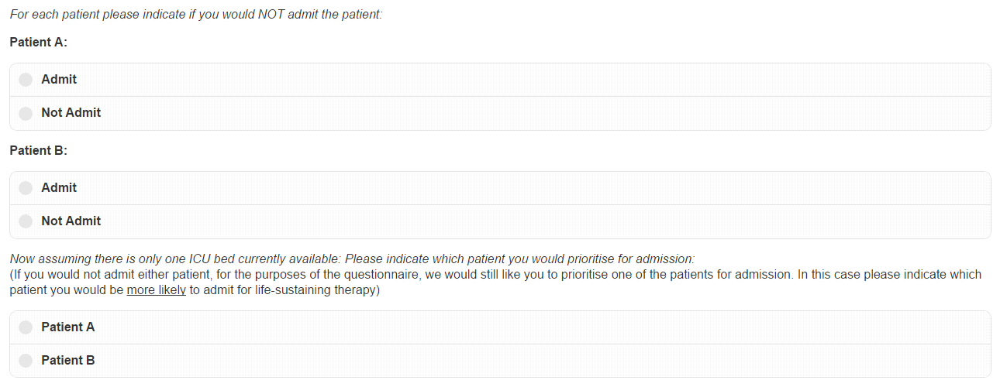 For each patient please indicate if you would NOT admit the patient:
Patient A:
Admit
Not Admit
Patient B:
Admit
Not Admit
Now assuming there is only one ICU bed currently available: Please indicate which patient you would prioritise for admission:
(If you would not admit either patient, for the purposes of the questionnaire, we would still like you to prioritise one of the patients for admission. In this case please indicate which
patient you would be more likely to admit for life-sustaining therapy)
Patient A
Patient B